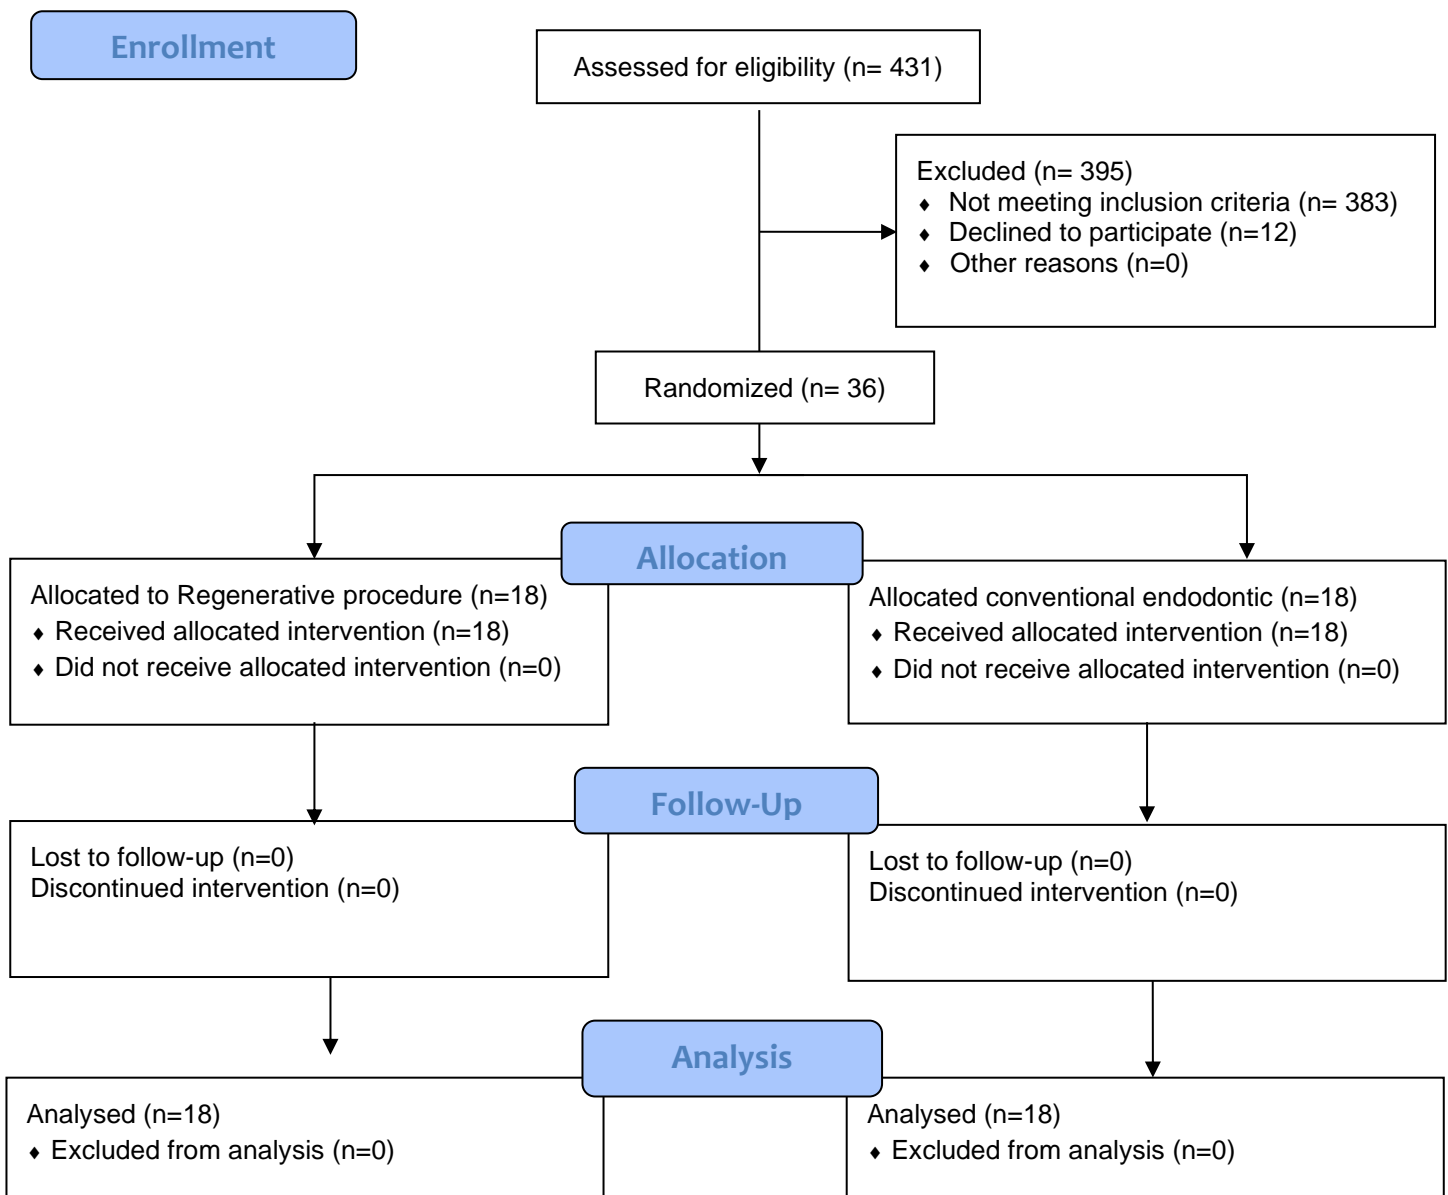 Enrollment
Assessed for eligibility (n= 431)
Excluded (n= 395)
♦ Not meeting inclusion criteria (n= 383)
♦ Declined to participate (n=12)
♦ Other reasons (n=0)
Randomized (n= 36)
Allocation
Allocated to Regenerative procedure (n=18)
♦ Received allocated intervention (n=18)
♦ Did not receive allocated intervention (n=0)
Allocated conventional endodontic (n=18)
♦ Received allocated intervention (n=18)
♦ Did not receive allocated intervention (n=0)
Follow-Up
Lost to follow-up (n=0)
Discontinued intervention (n=0)
Lost to follow-up (n=0)
Discontinued intervention (n=0)
Analysis
Analysed (n=18)
♦ Excluded from analysis (n=0)
Analysed (n=18)
♦ Excluded from analysis (n=0)